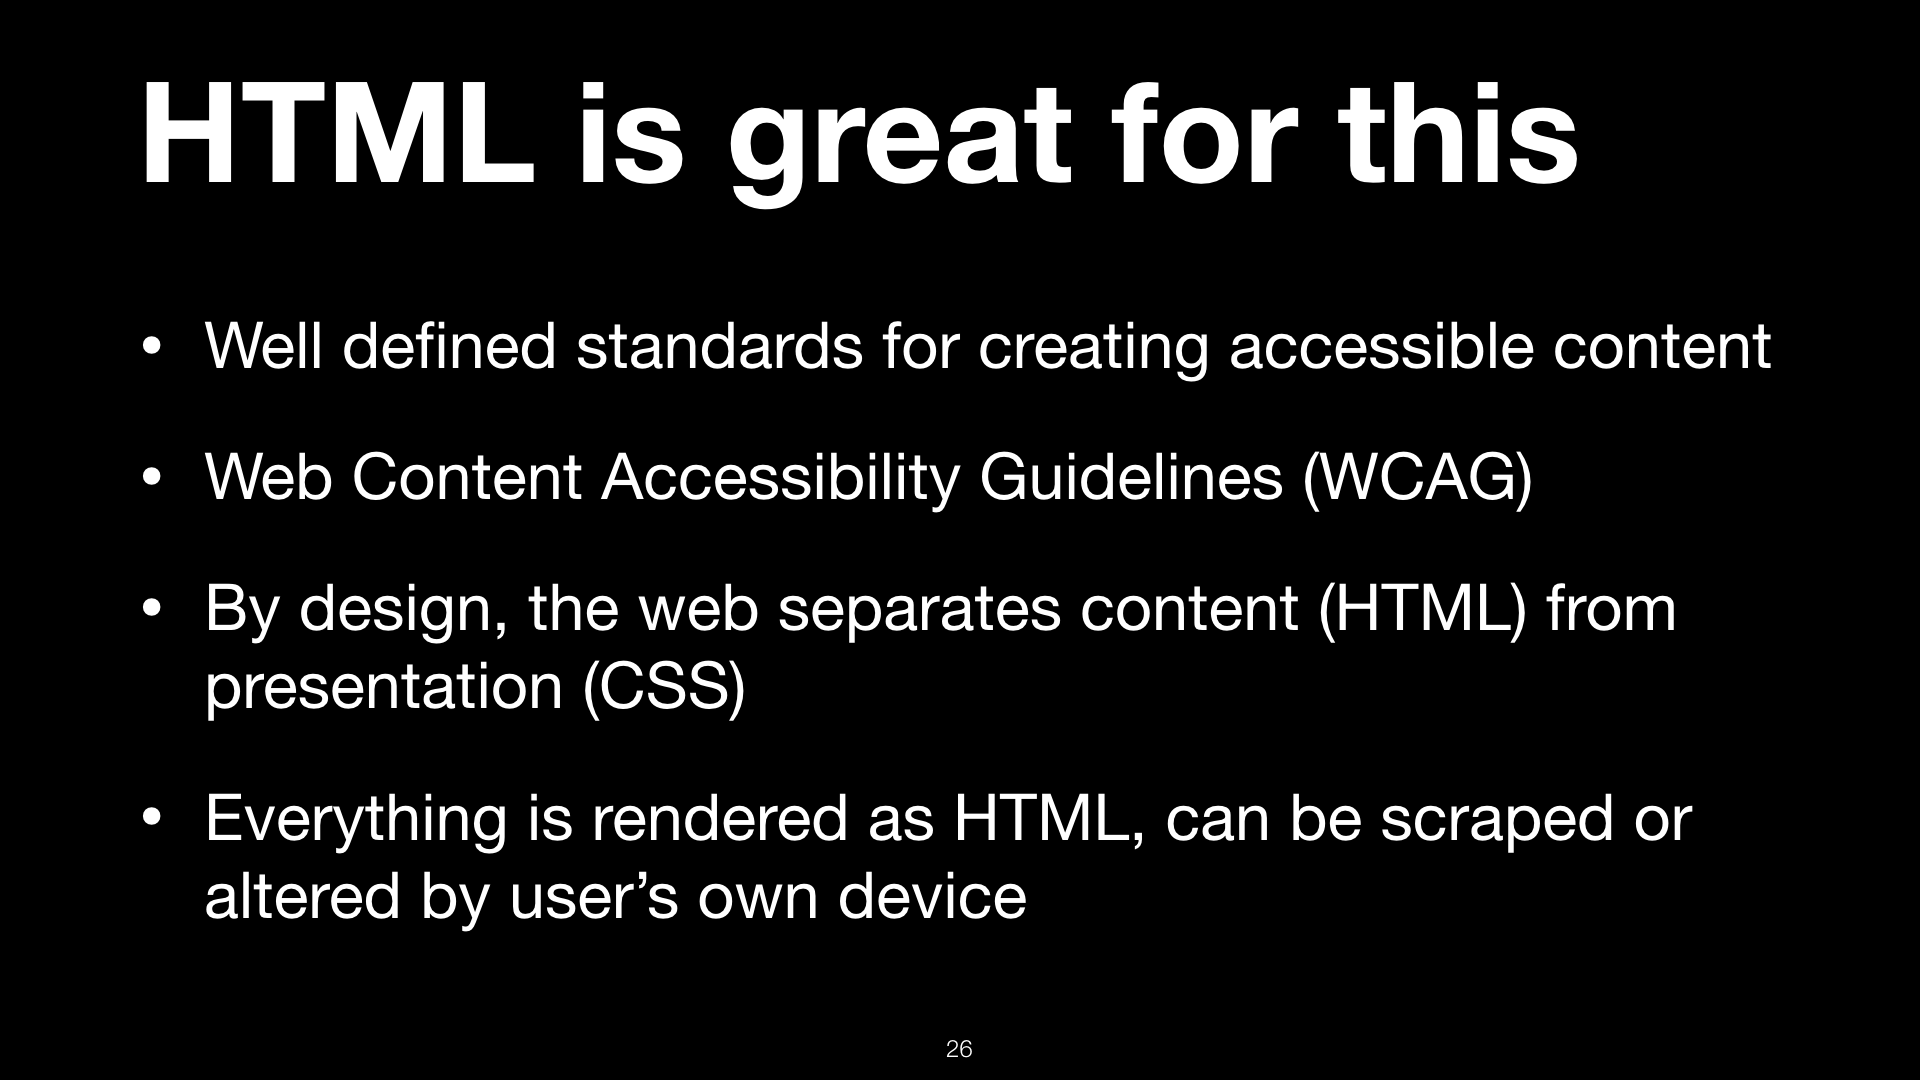 HTML is great for this
• Well defined standards for creating accessible content
• Web Content Accessibility Guidelines (WCAG)
• By design, the web separates content (HTML) from
presentation (CSS)
• Everything is rendered as HTML, can be scraped or
altered by user’s own device
26